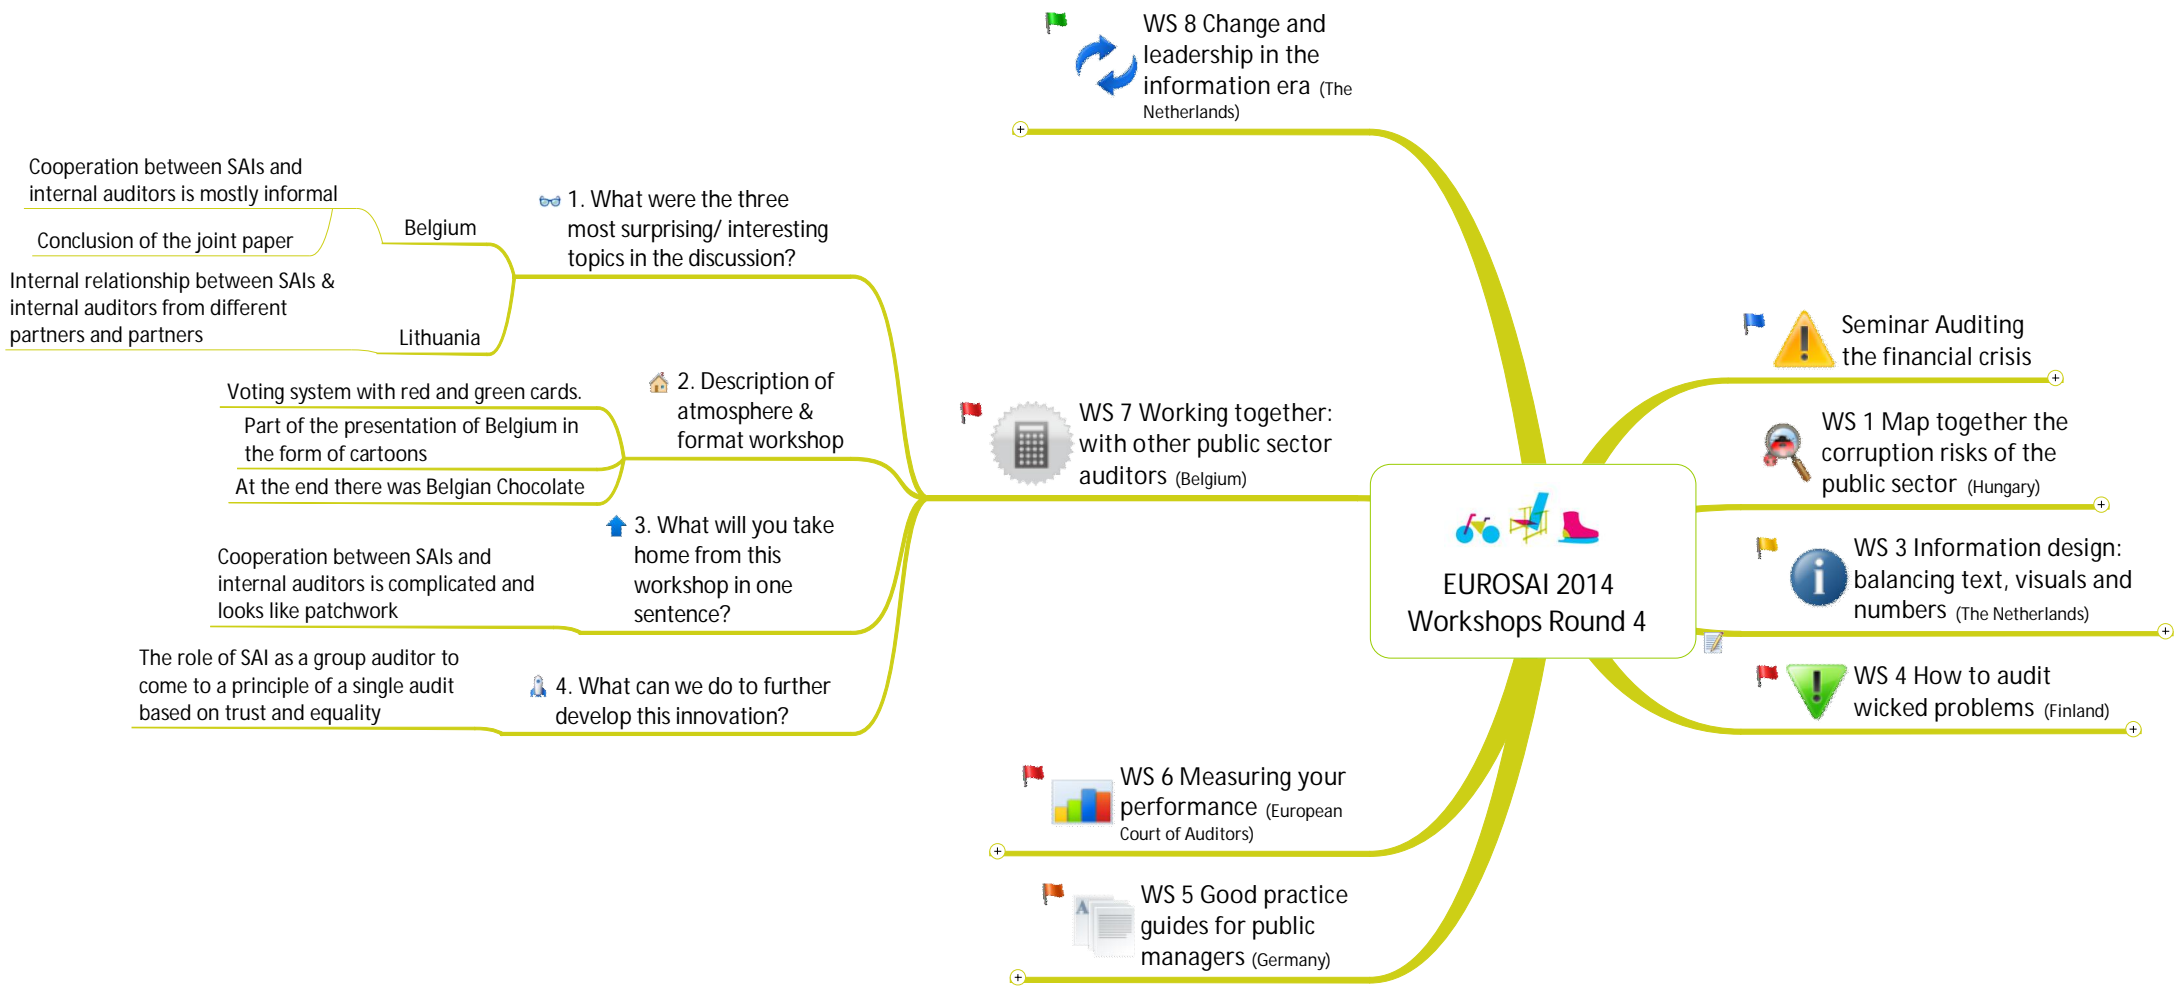 EUROSAI 2014
Workshops Round 4
WS 8 Change and
leadership in the
information era (The
Netherlands)
WS 7 Working together:
with other public sector
auditors (Belgium)
1. What were the three
most surprising/ interesting
topics in the discussion?
Belgium
Cooperation between SAIs and
internal auditors is mostly informal
Conclusion of the joint paper
Lithuania
Internal relationship between SAIs &
internal auditors from different
partners and partners
2. Description of
atmosphere &
format workshop
Voting system with red and green cards.
Part of the presentation of Belgium in
the form of cartoons
At the end there was Belgian Chocolate
3. What will you take
home from this
workshop in one
sentence?
Cooperation between SAIs and
internal auditors is complicated and
looks like patchwork
4. What can we do to further
develop this innovation?
The role of SAI as a group auditor to
come to a principle of a single audit
based on trust and equality
WS 6 Measuring your
performance (European
Court of Auditors)
WS 5 Good practice
guides for public
managers (Germany)
Seminar Auditing
the financial crisis
WS 1 Map together the
corruption risks of the
public sector (Hungary)
WS 3 Information design:
balancing text, visuals and
numbers (The Netherlands)
WS 4 How to audit
wicked problems (Finland)